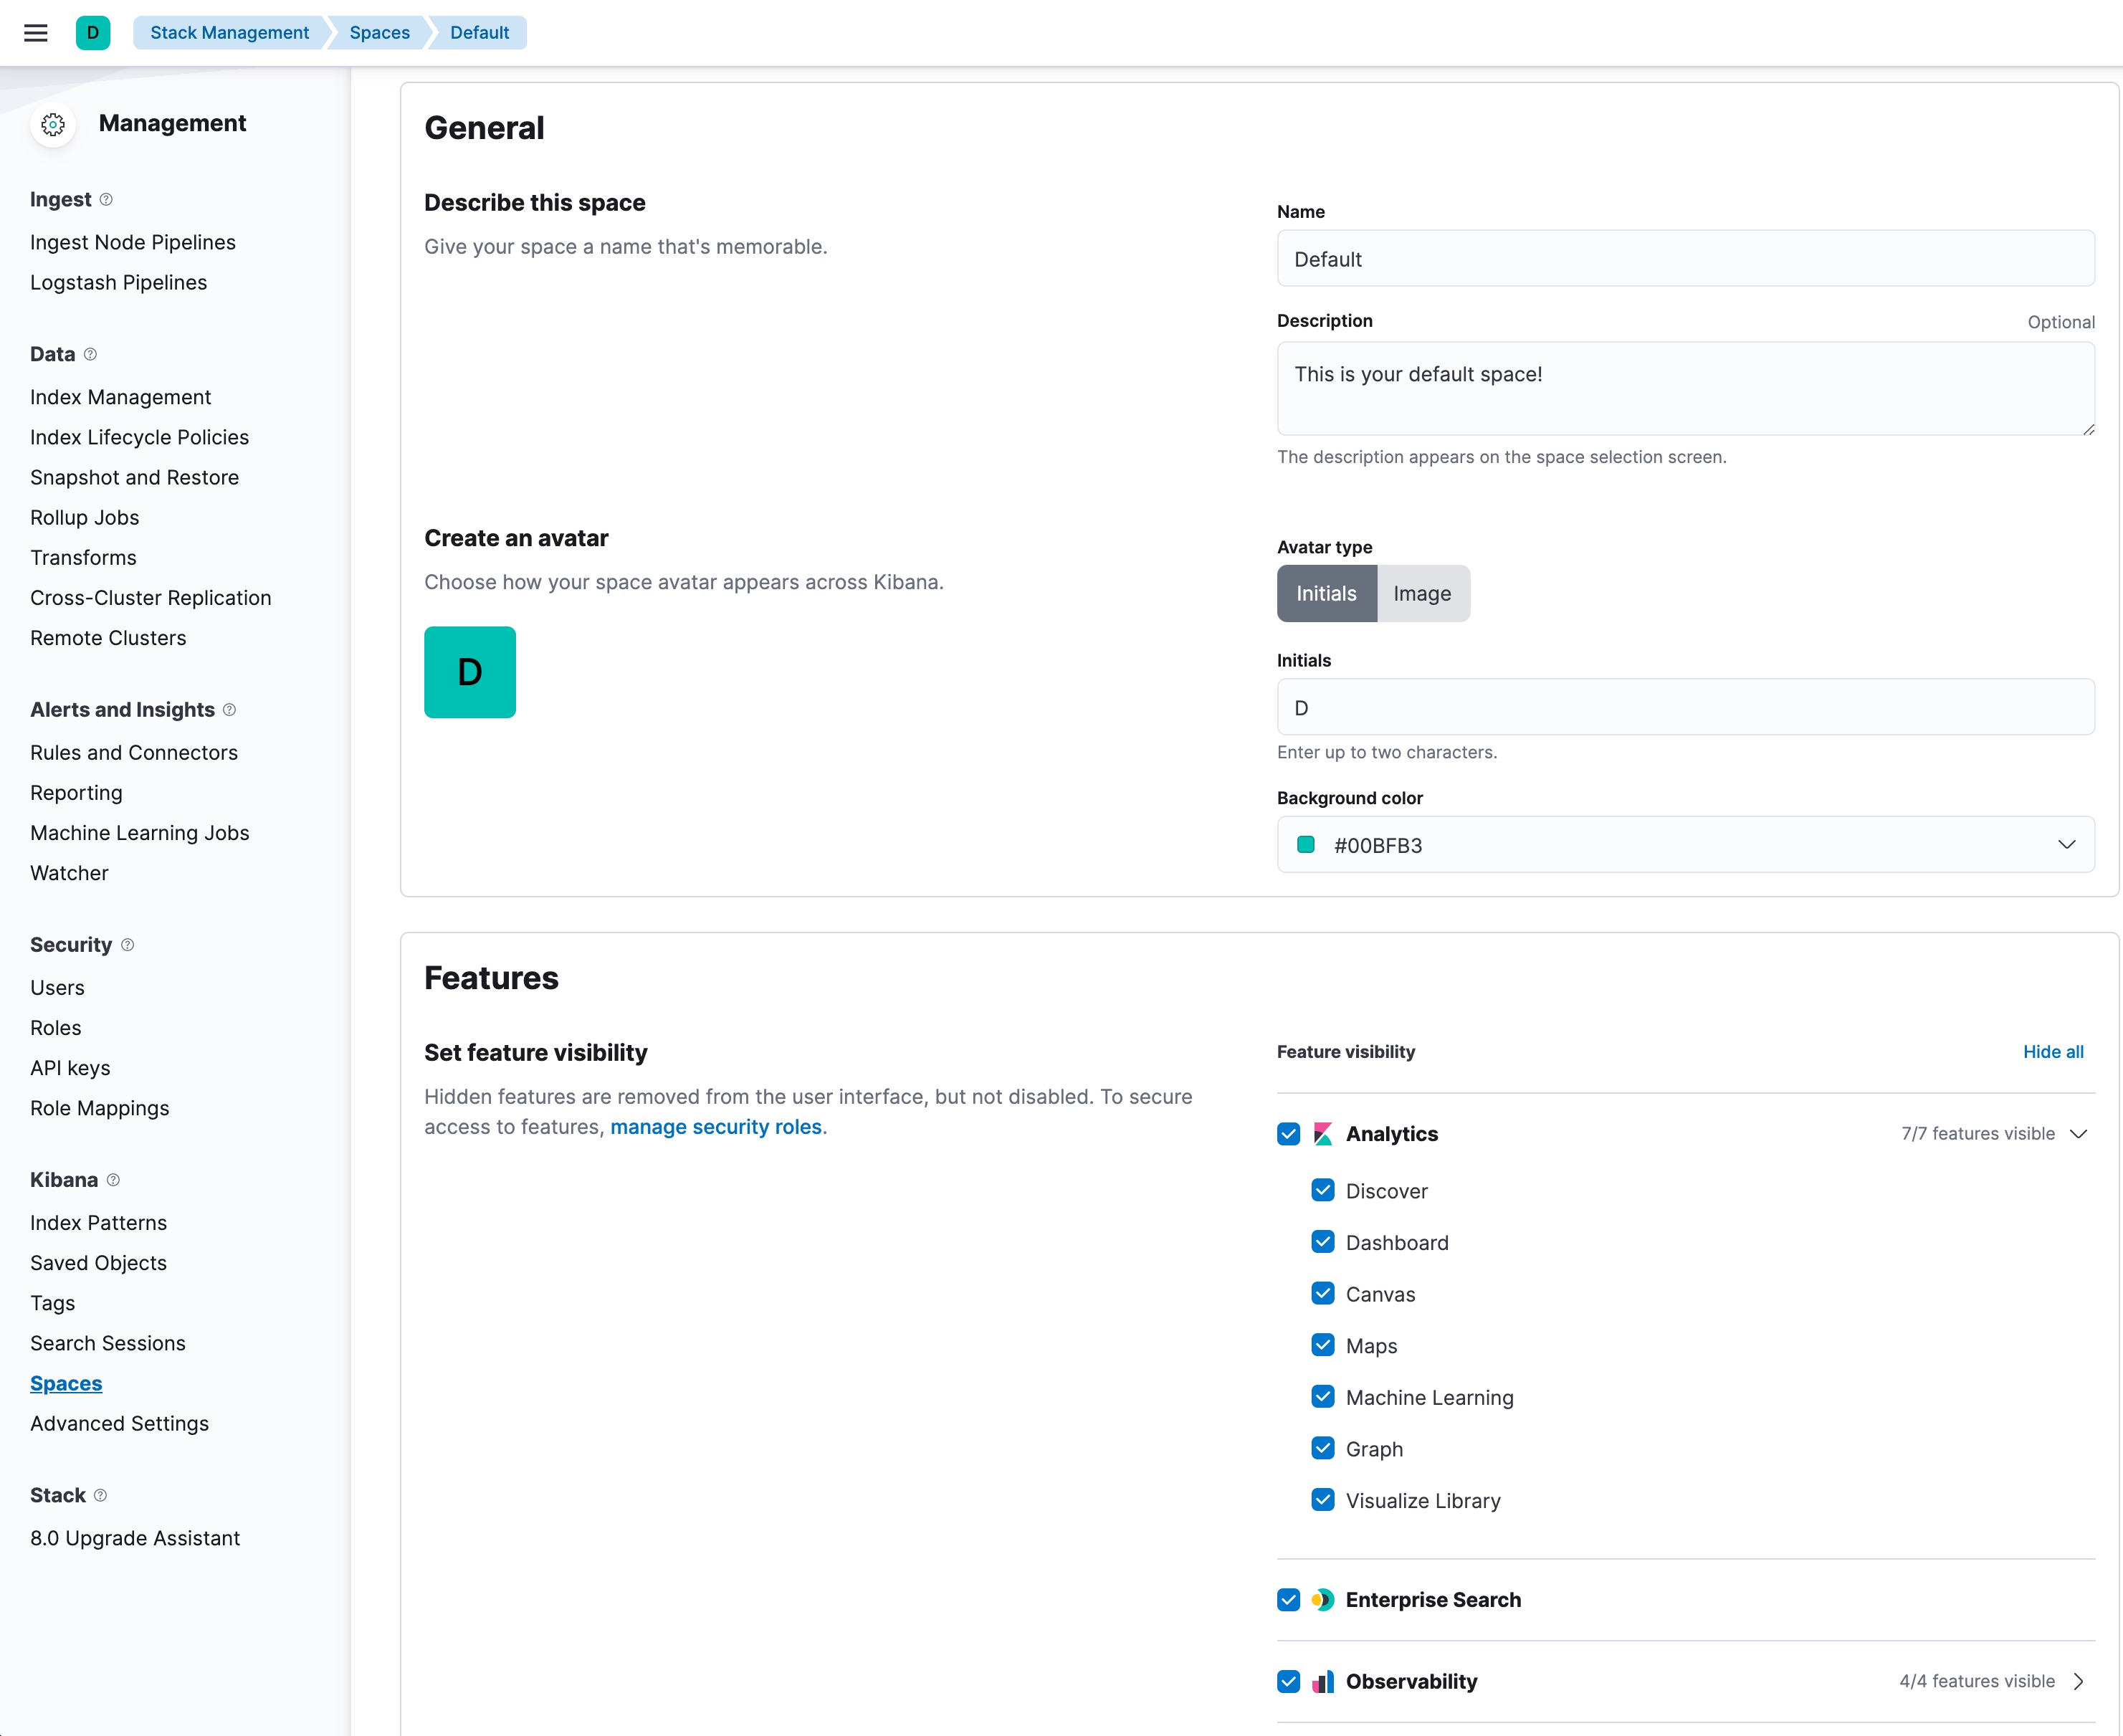 D
Stack Management
Spaces
Default
Management
Ingest
Ingest Node Pipelines
Logstash Pipelines
Data
Index Management
Index Lifecycle Policies
Snapshot and Restore
Rollup Jobs
Transforms
Cross-Cluster Replication
Remote Clusters
Alerts and Insights
Rules and Connectors
Reporting
Machine Learning Jobs
Watcher
Security
Users
Roles
API keys
Role Mappings
Kibana
Index Patterns
Saved Objects
Tags
Search Sessions
Spaces
Advanced Settings
Stack
8.0 Upgrade Assistant
General
Describe this space
Give your space a name that's memorable.
Name
Default
Description
Optional
This is your default space!
The description appears on the space selection screen.
Create an avatar
Choose how your space avatar appears across Kibana.
D
Avatar type
Initials
Image
Initials
D
Enter up to two characters.
Background color
#00BFB3
Features
Set feature visibility
Hidden features are removed from the user interface, but not disabled. To secure
access to features, manage security roles.
Feature visibility
Hide all
Analytics
7/7 features visible
Discover
Dashboard
Canvas
Maps
Machine Learning
Graph
Visualize Library
Enterprise Search
Observability
4/4 features visible